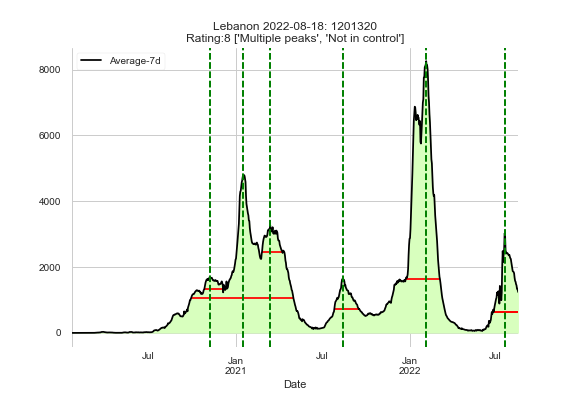 Lebanon 2022-08-18: 1201320
Rating:8 ['Multiple peaks', 'Not in control']
Average-7d
8000
6000
4000
2000
0
Jul
Jan
2021
Jul
Jan
2022
Jul
Date